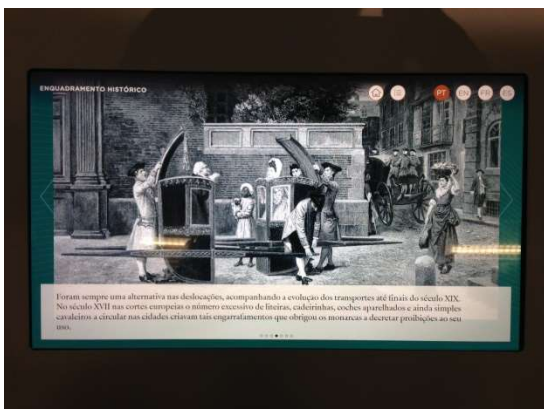 ENQUADRAMENTO HISTÓRICO
PT EN FR ES
Foram sempre uma alternativa nas deslocações, acompanhando a evolução dos transportes até finais do século XIX.
No século XVII nas cortes europeias o número excessivo de liteiras, cadeirinhas, coches aparelhados e ainda simples
cavaleiros a circular nas cidades criavam tais engarrafamentos que obrigou os monarcas a decretar proibições ao seu
uso.